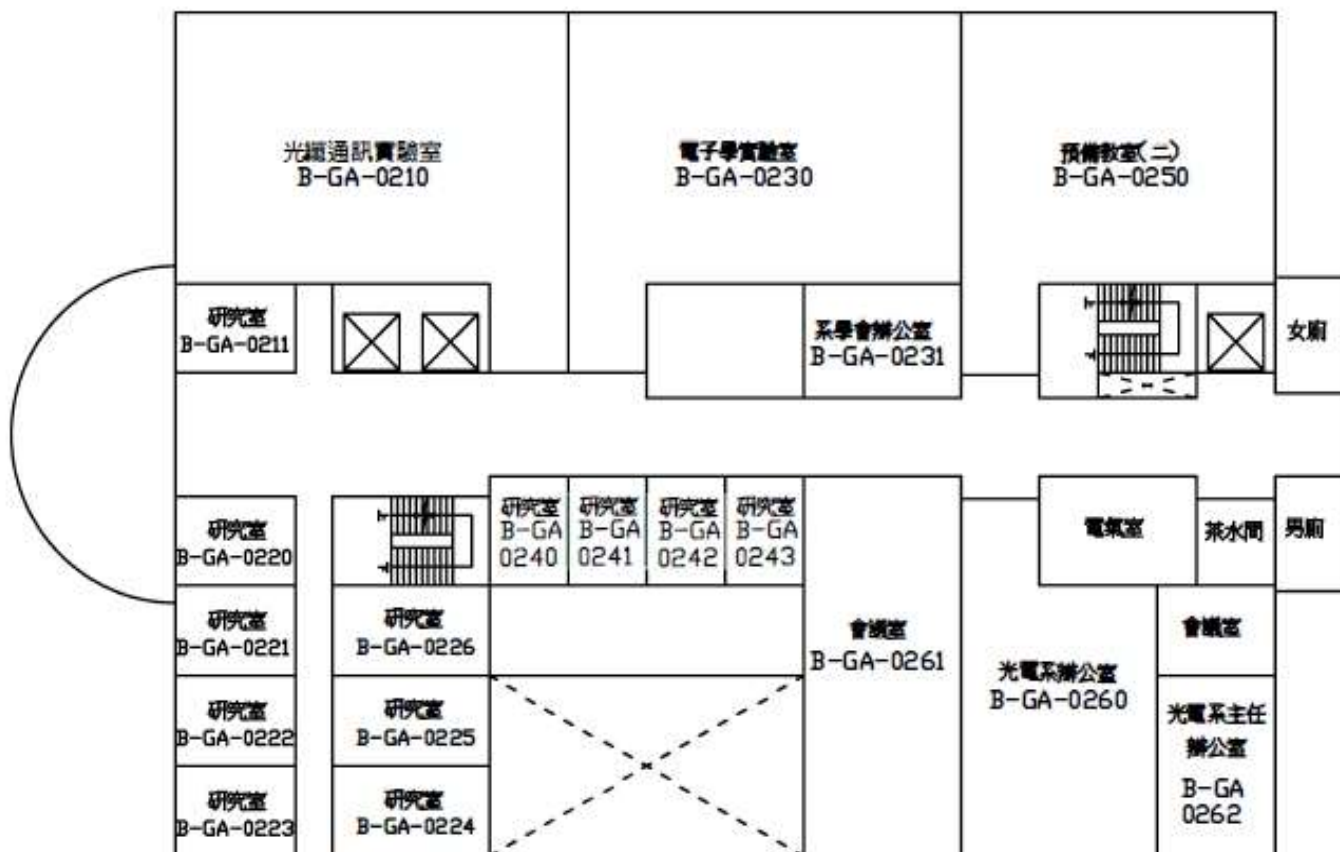 光纖通訊實驗室
B-GA-0210
電子學實驗室
B-GA-0230
預備教室(二)
B-GA-0250
研究室
B-GA-0211
系學會辦公室
B-GA-0231
女廁
研究室
B-GA-0220
研究室
B-GA
0240
研究室
B-GA
0241
研究室
B-GA
0242
研究室
B-GA
0243
電氣室
茶水間
男廁
研究室
B-GA-0221
研究室
B-GA-0226
會議室
B-GA-0261
光電系辦公室
B-GA-0260
會議室
研究室
B-GA-0222
研究室
B-GA-0225
光電系主任
辦公室
B-GA
0262
研究室
B-GA-0223
研究室
B-GA-0224